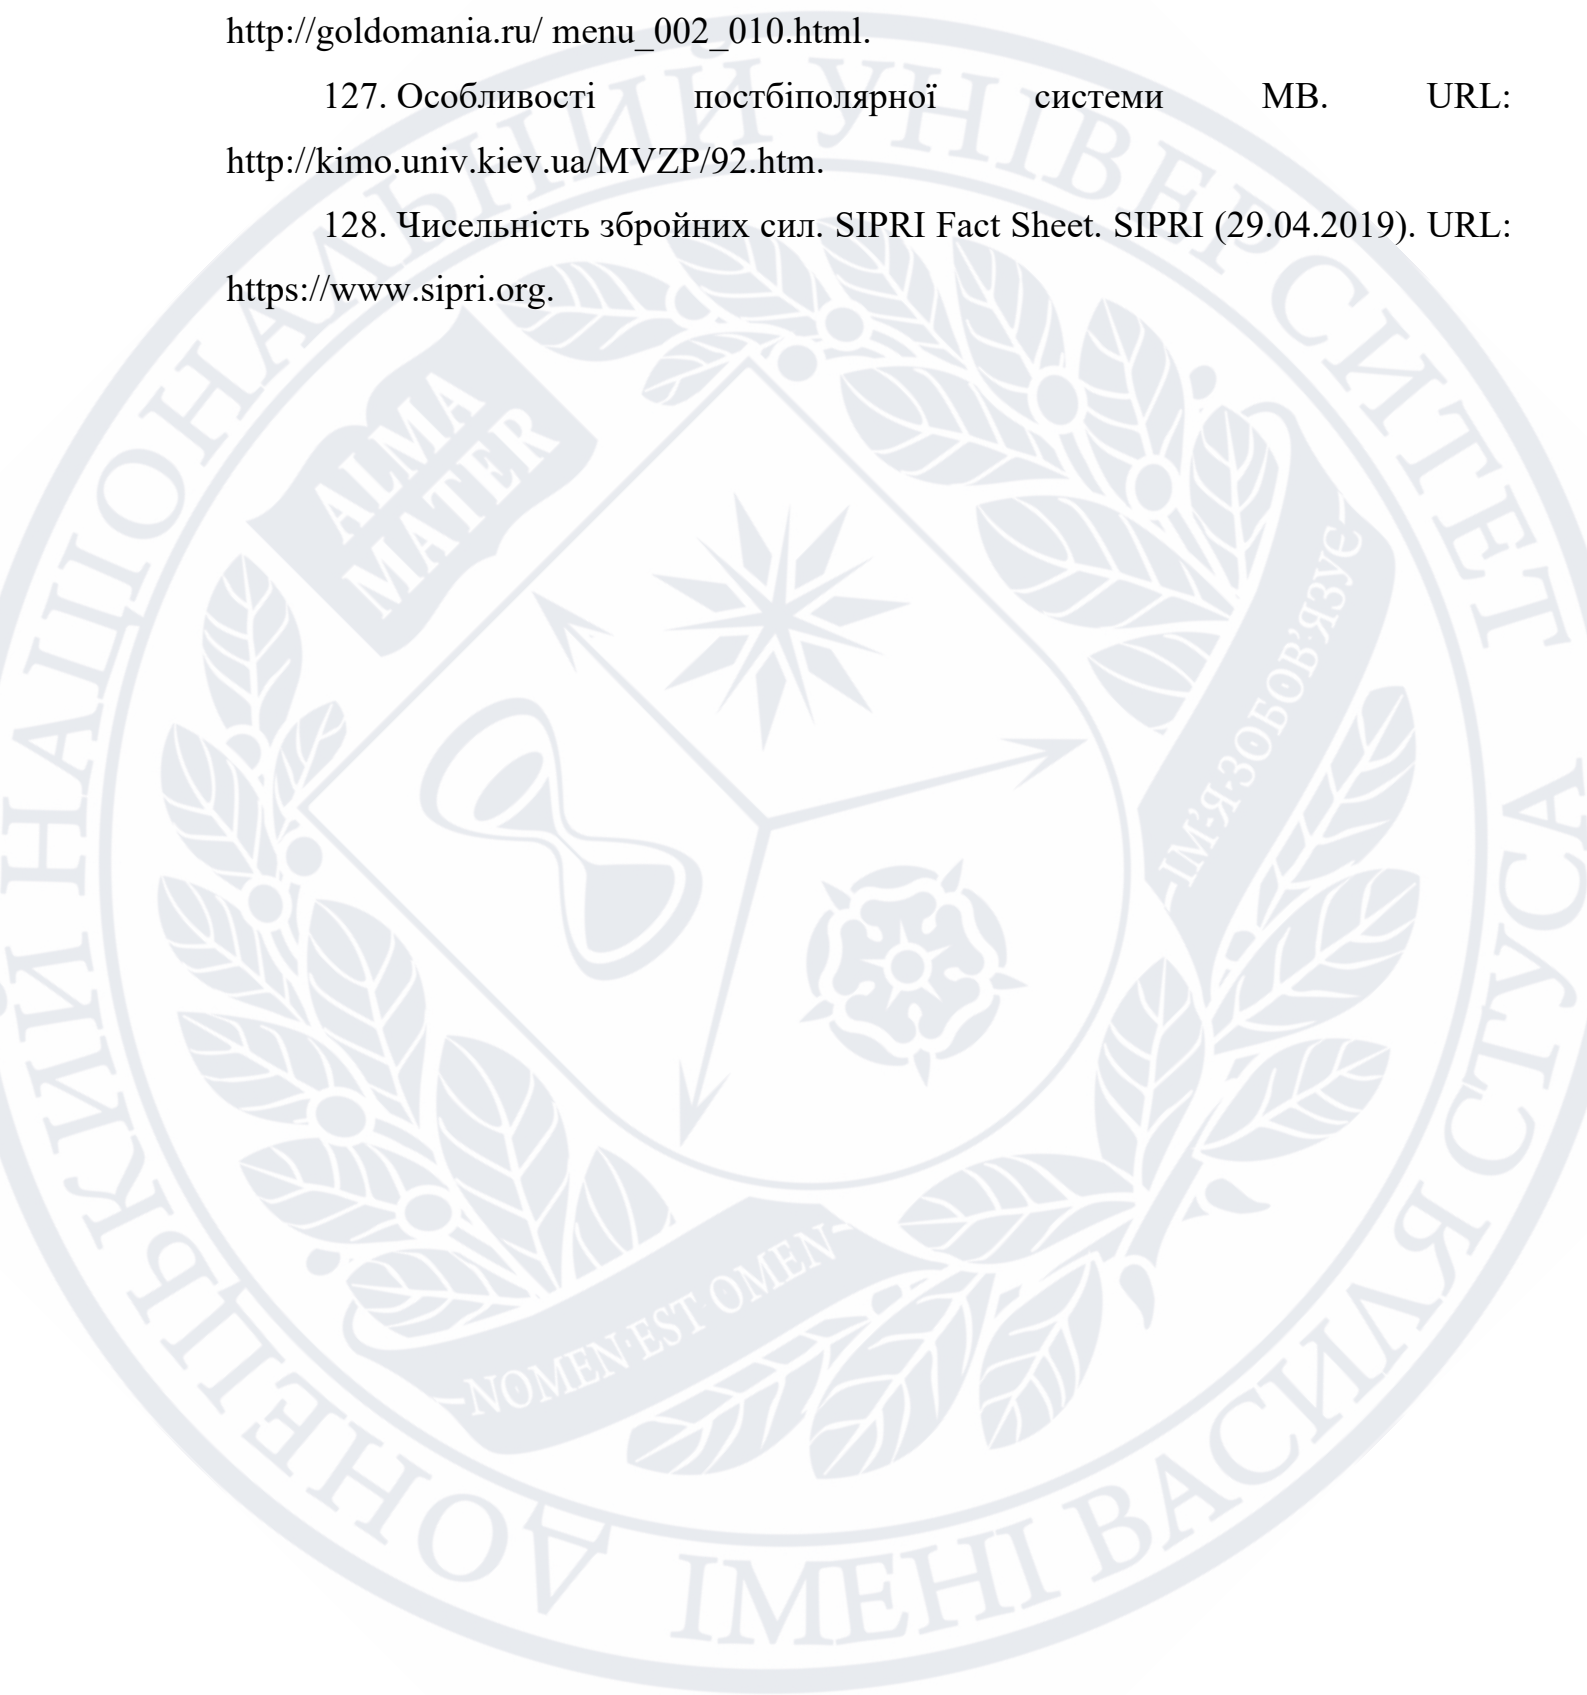 http://goldomania.ru/ menu_002_010.html.
127. Особливості постбіполярної системи МВ. URL:
http://kimo.univ.kiev.ua/MVZP/92.htm.
128. Чисельність збройних сил. SIPRI Fact Sheet. SIPRI (29.04.2019). URL:
https://www.sipri.org.
ДОНЕЦЬКИЙ НАЦІОНАЛЬНИЙ УНІВЕРСИТЕТ
ІМЕНІ ВАСИЛЯ СТУСА
ALMA
MATER
ІМ'Я ЗОБОВ'ЯЗУЄ
NOMEN EST OMEN